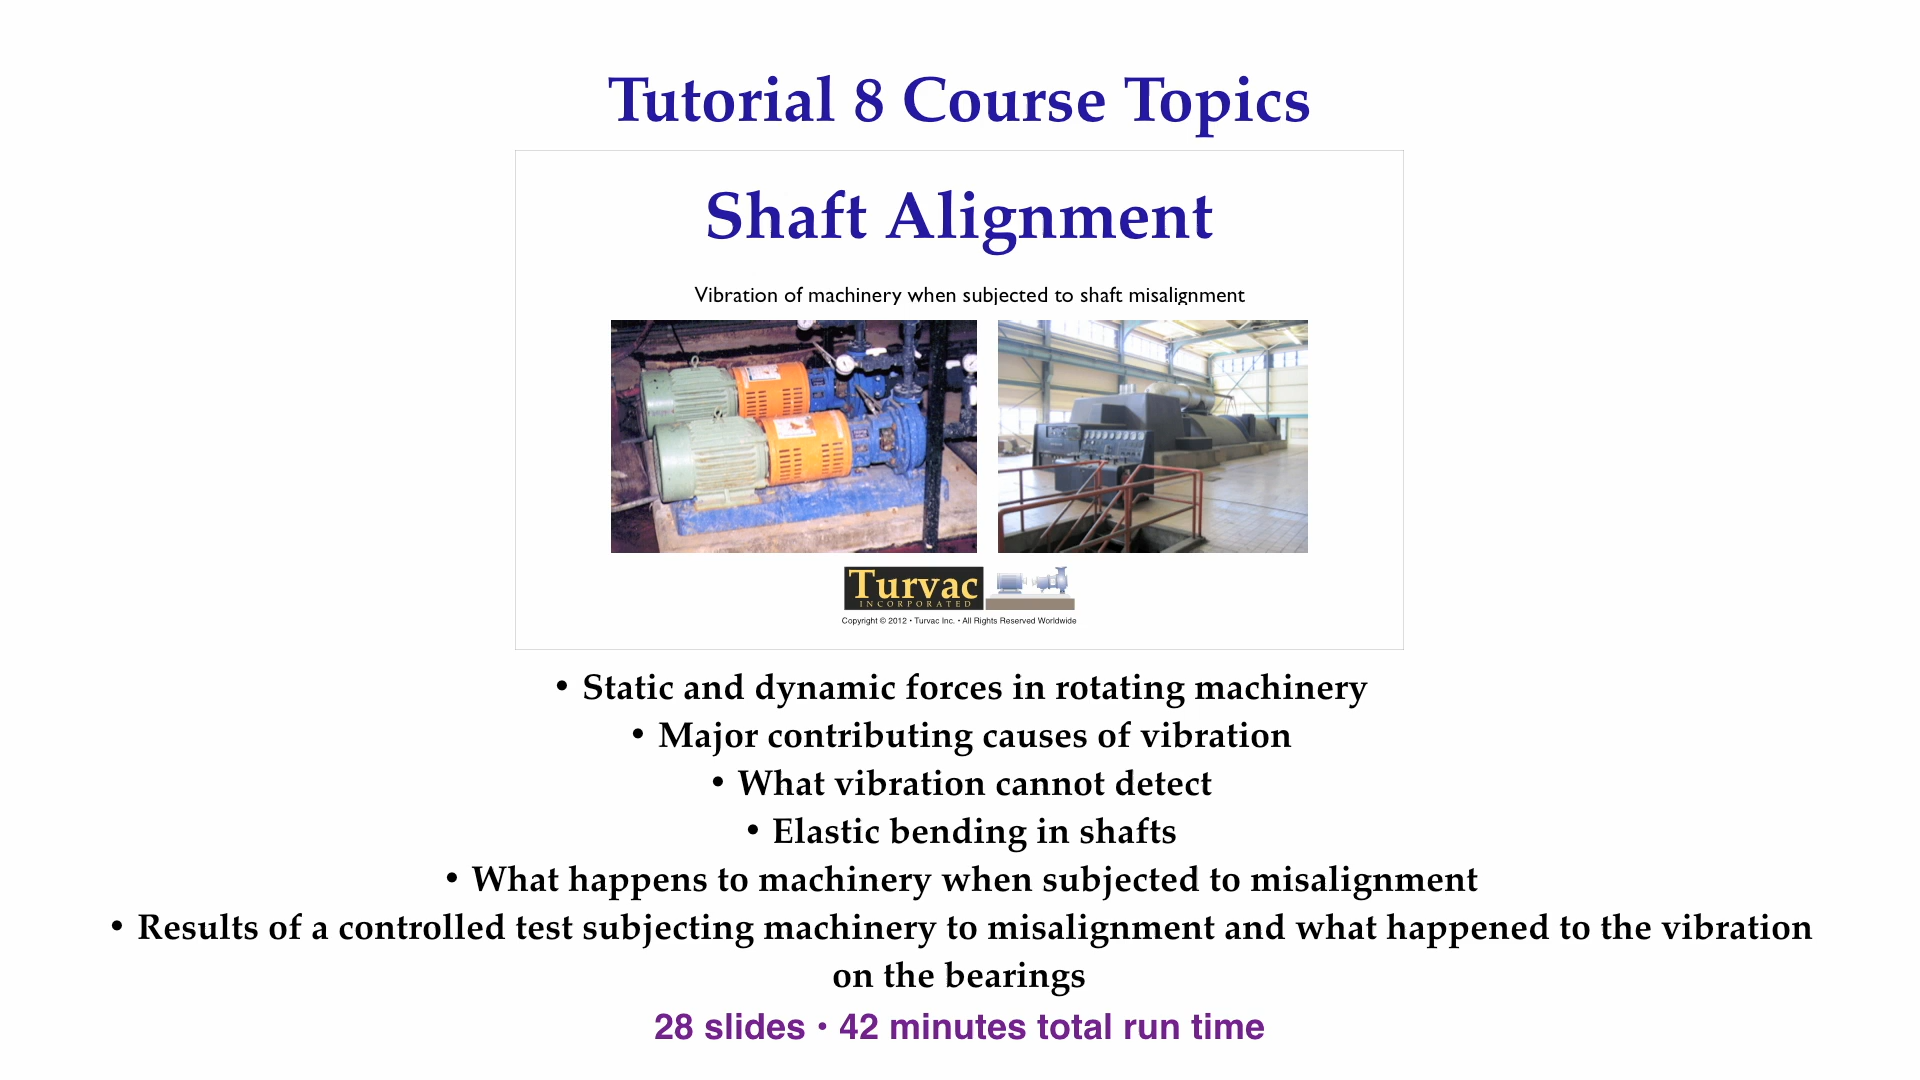 Tutorial 8 Course Topics
Shaft Alignment
Vibration of machinery when subjected to shaft misalignment
Turvac
INCORPORATED
Copyright © 2012 • Turvac Inc. • All Rights Reserved Worldwide
• Static and dynamic forces in rotating machinery
• Major contributing causes of vibration
• What vibration cannot detect
• Elastic bending in shafts
• What happens to machinery when subjected to misalignment
• Results of a controlled test subjecting machinery to misalignment and what happened to the vibration
on the bearings
28 slides • 42 minutes total run time